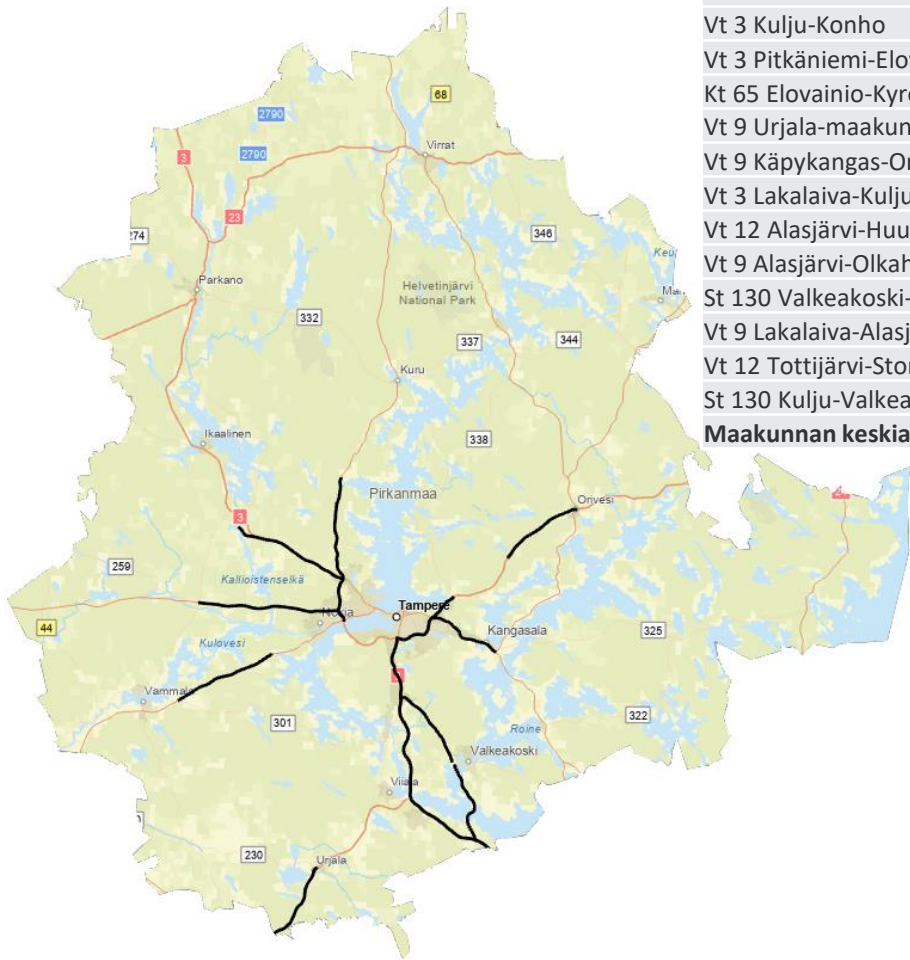 Vt 3 Kulju-Konho
Vt 3 Pitkäniemi-Elov
Kt 65 Elovainio-Kyrö
Vt 9 Urjala-maakun
Vt 9 Käpykangas-Or
Vt 3 Lakalaiva-Kulju
Vt 12 Alasjärvi-Huu
Vt 9 Alasjärvi-Olkah
St 130 Valkeakoski-
Vt 9 Lakalaiva-Alasj
Vt 12 Tottijärvi-Stor
St 130 Kulju-Valkea
Maakunnan keskia
68
2790
3
2790
Virrat
23
274
346
Keu
Parkano
Helvetinjärvi
National Park
332
337
344
Kuru
Ikaalinen
338
Pirkanmaa
Orivesi
3
259
Kallioistenselkä
Tampere
Nokia
44
Kangasala
325
Kulovesi
Vammala
301
Roine
322
Valkeakoski
Viiala
230
Urjala